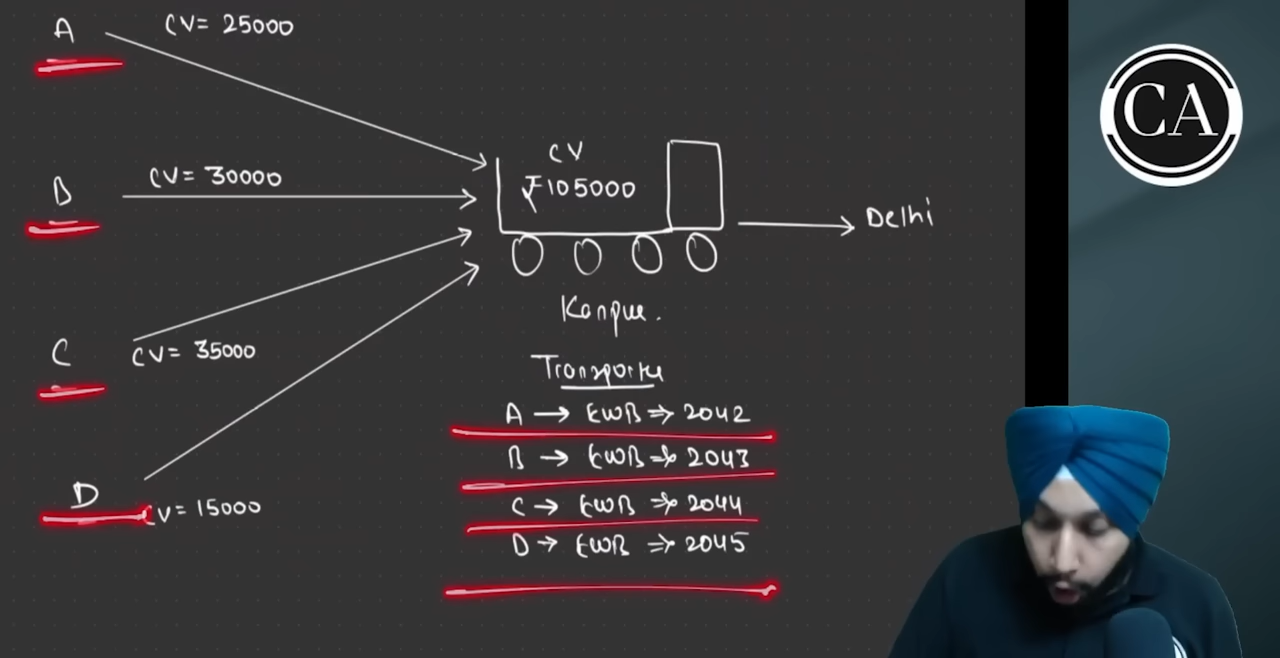 A CV= 25000
B CV= 30000
CV
₹105000
Delhi
C CV= 35000
Kanpur.
D CV= 15000
Transporter
A → EWB ⇒ 2042
B → EWB ⇒ 2043
C → EWB ⇒ 2044
D → EWB ⇒ 2045
CA